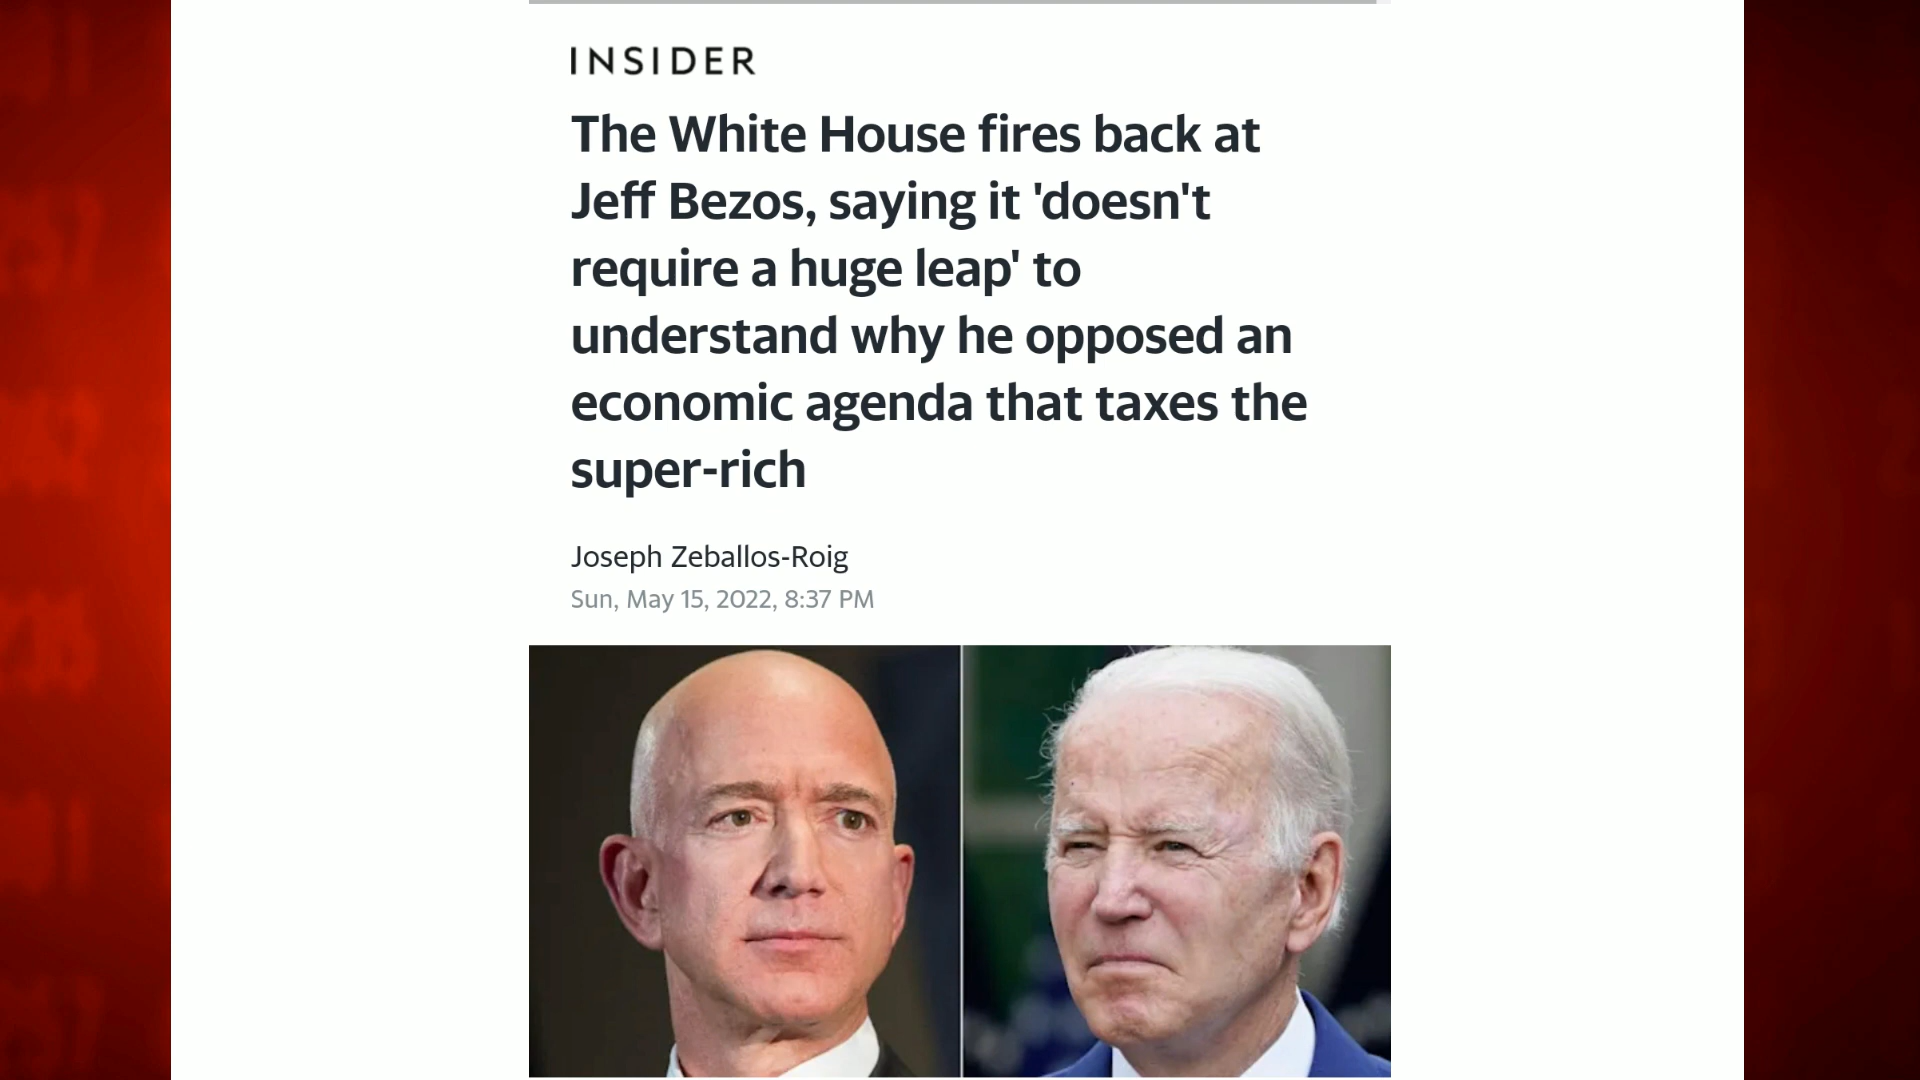 INSIDER
The White House fires back at
Jeff Bezos, saying it 'doesn't
require a huge leap' to
understand why he opposed an
economic agenda that taxes the
super-rich
Joseph Zeballos-Roig
Sun, May 15, 2022, 8:37 PM